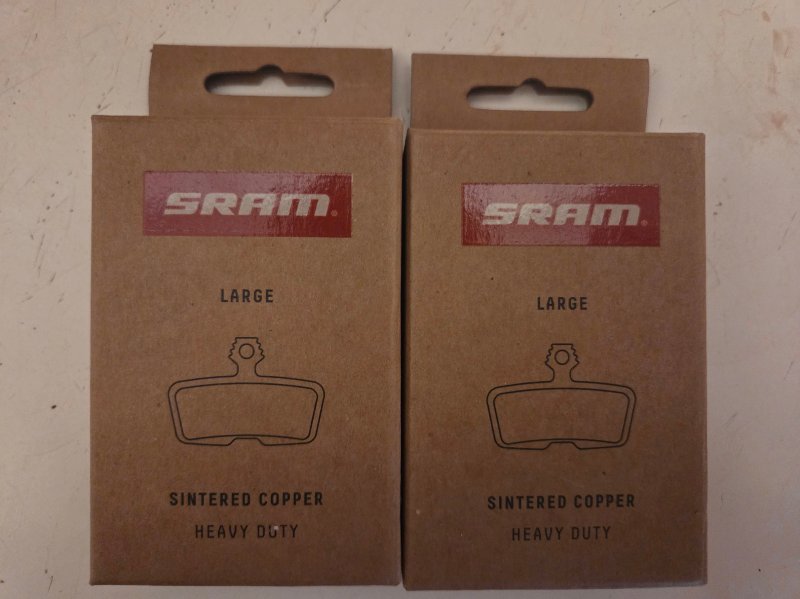 SRAM®
LARGE
SINTERED COPPER
HEAVY DUTY
SRAM®
LARGE
SINTERED COPPER
HEAVY DUTY